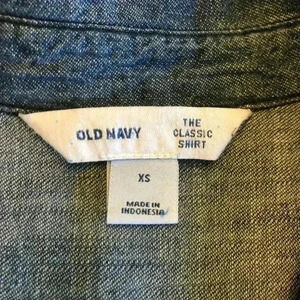 OLD NAVY
THE
CLASSIC
SHIRT
XS
MADE IN
INDONESIA